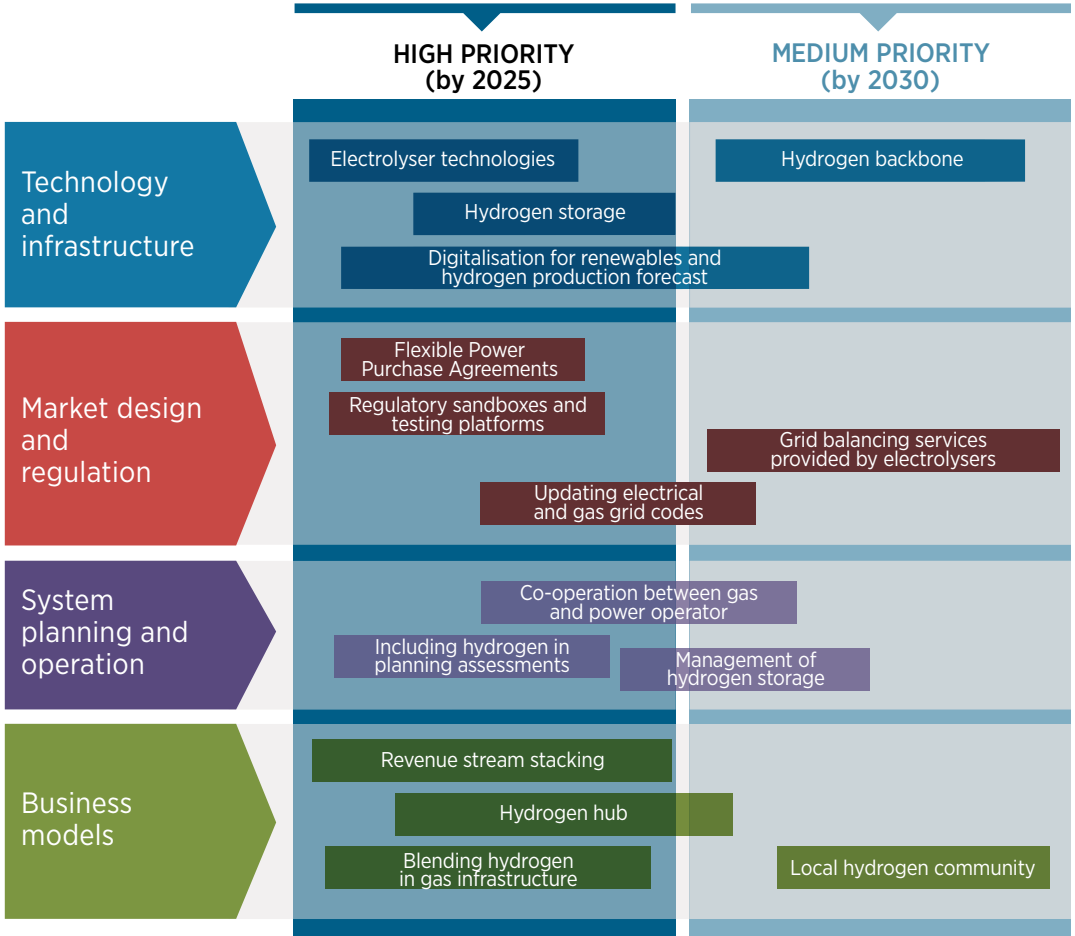 HIGH PRIORITY
(by 2025)
MEDIUM PRIORITY
(by 2030)
Technology
and
infrastructure
Electrolyser technologies
Hydrogen backbone
Hydrogen storage
Digitalisation for renewables and
hydrogen production forecast
Market design
and
regulation
Flexible Power
Purchase Agreements
Regulatory sandboxes and
testing platforms
Grid balancing services
provided by electrolysers
Updating electrical
and gas grid codes
System
planning and
operation
Co-operation between gas
and power operator
Including hydrogen in
planning assessments
Management of
hydrogen storage
Business
models
Revenue stream stacking
Hydrogen hub
Blending hydrogen
in gas infrastructure
Local hydrogen community